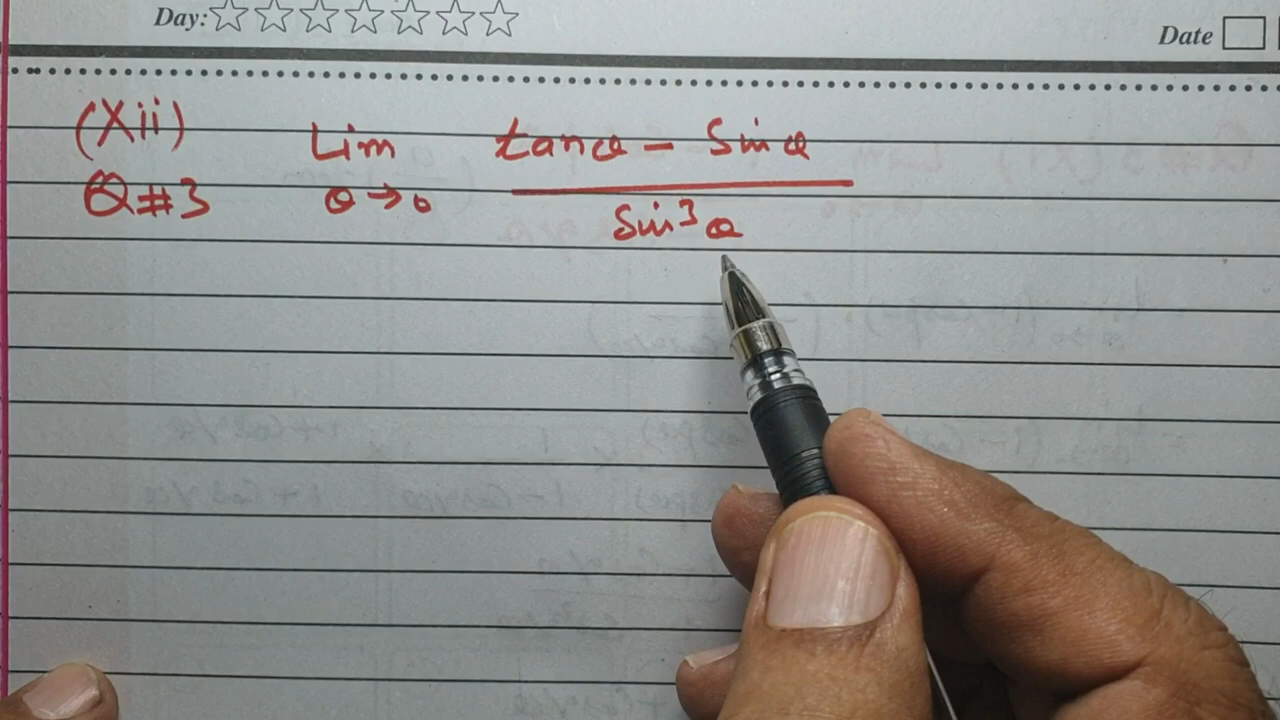 Day:
Date
(Xii)
Q#3
Lim tanθ - Sinθ
θ→0 Sin³θ